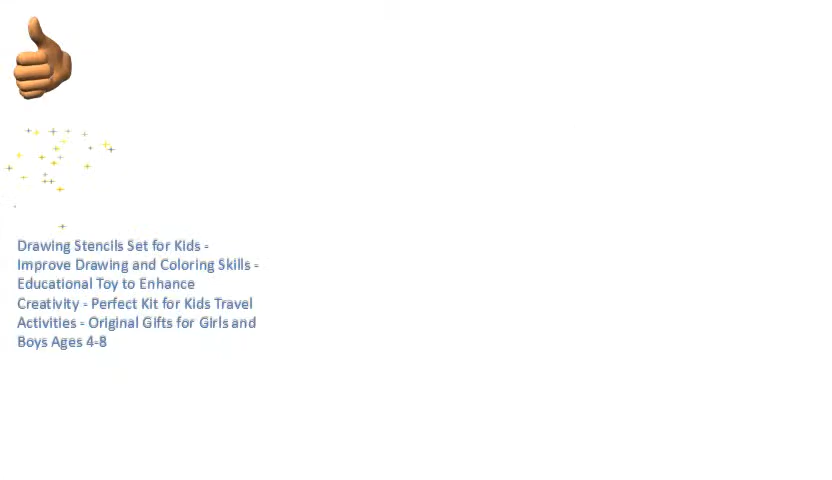 Drawing Stencils Set for Kids -
Improve Drawing and Coloring Skills -
Educational Toy to Enhance
Creativity - Perfect Kit for Kids Travel
Activities - Original Gifts for Girls and
Boys Ages 4-8